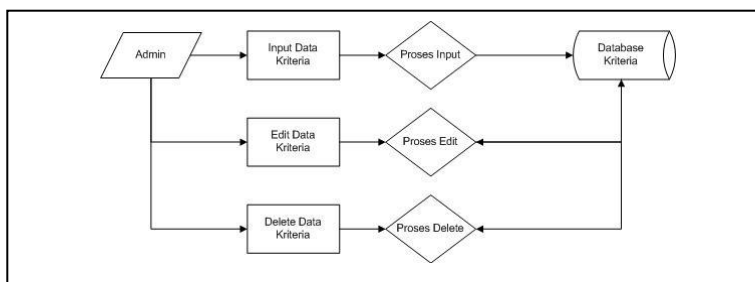 Admin
Input Data
Kriteria
Proses Input
Database
Kriteria
Edit Data
Kriteria
Proses Edit
Delete Data
Kriteria
Proses Delete